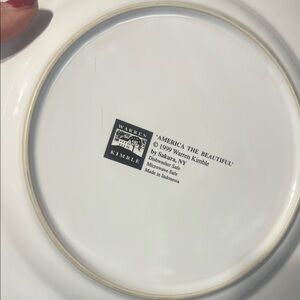 WARREN
KIMBLE
'AMERICA THE BEAUTIFUL'
© 1999 Warren Kimble
by Sakura, NY
Dishwasher Safe
Microwave Safe
Made in Indonesia